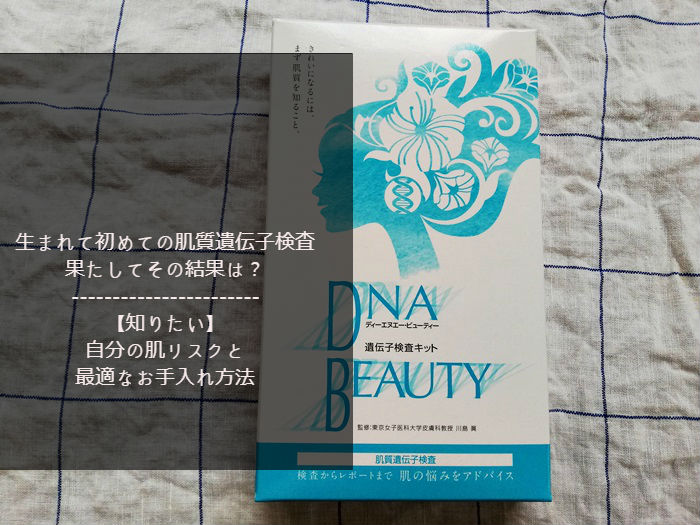 生まれて初めての肌質遺伝子検査
果たしてその結果は？
-----------------------
【知りたい】
自分の肌リスクと
最適なお手入れ方法
きれいになるには、
まず肌質を知ること。
DNA
ディーエヌエー・ビューティー
遺伝子検査キット
BEAUTY
監修:東京女子医科大学皮膚科教授 川島 眞
肌質遺伝子検査
検査からレポートまで 肌の悩みをアドバイス